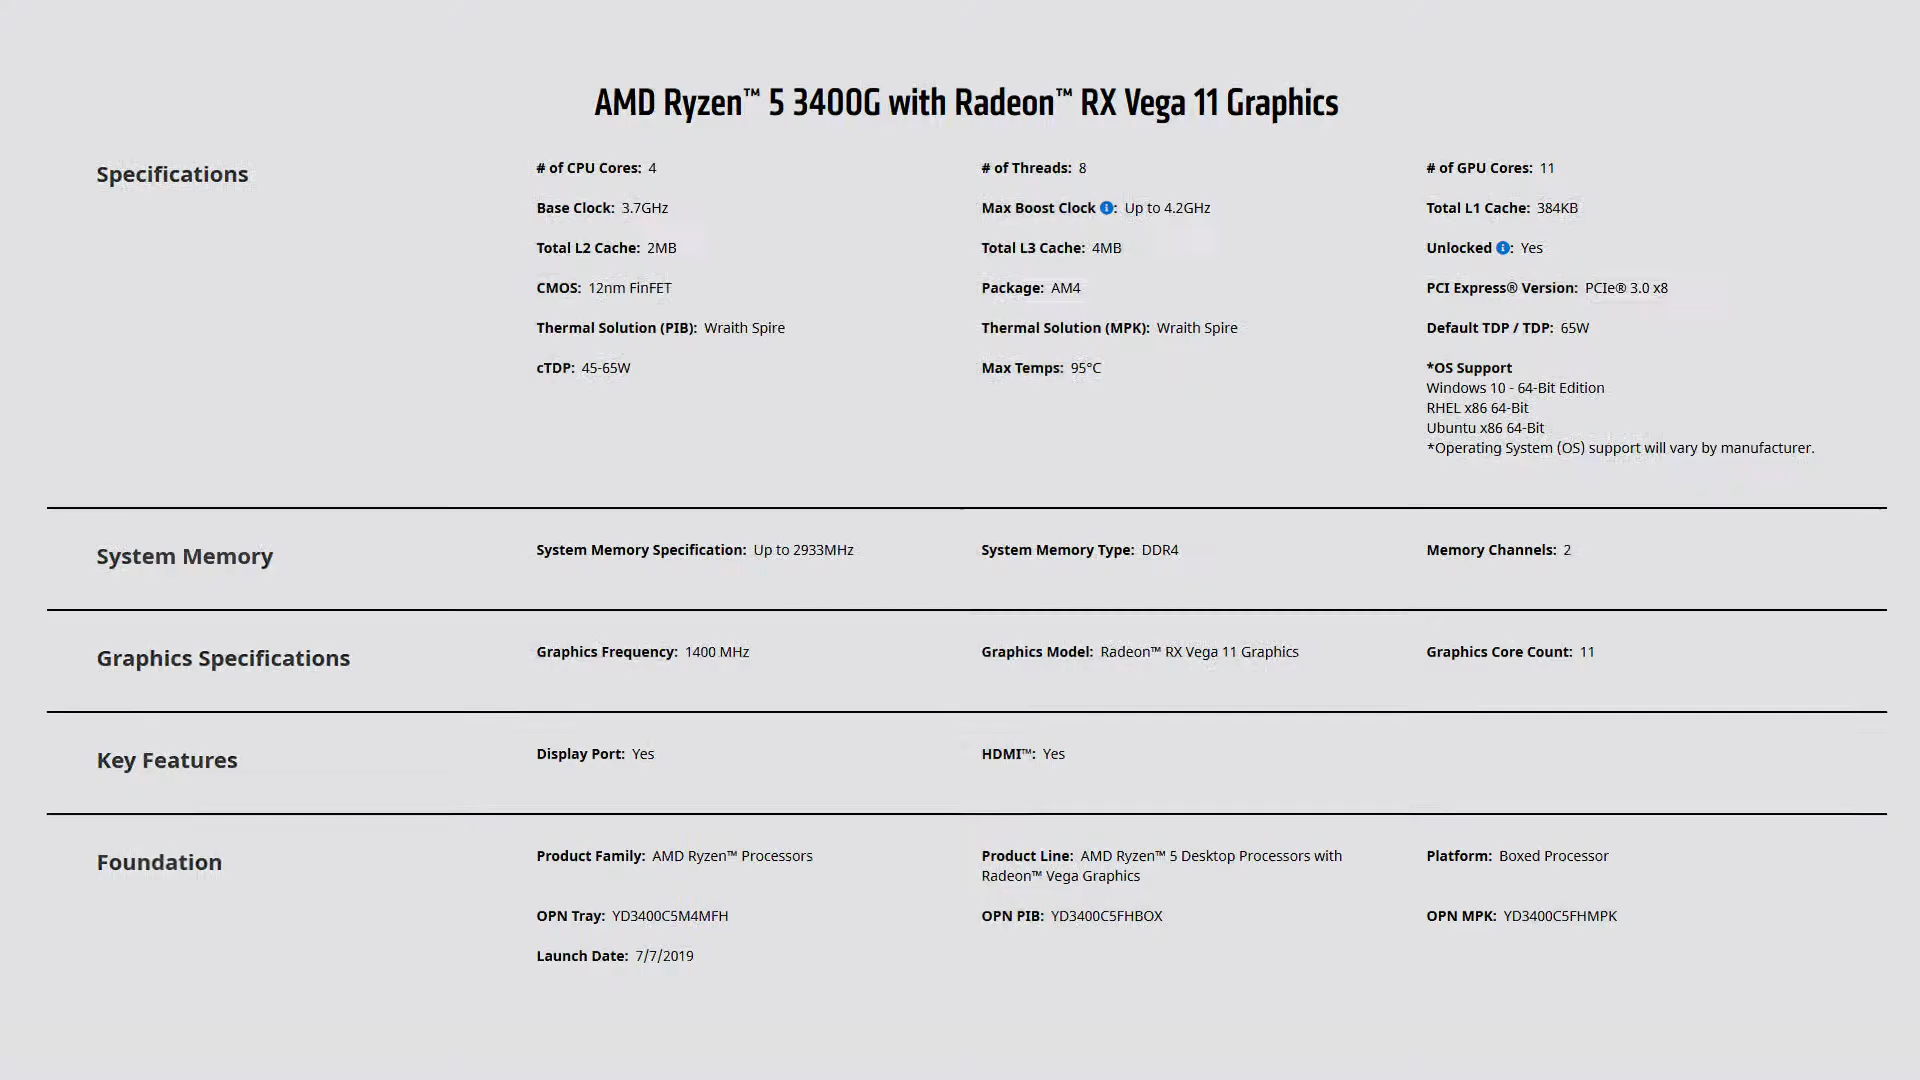 AMD Ryzen™ 5 3400G with Radeon™ RX Vega 11 Graphics
Specifications
# of CPU Cores: 4
# of Threads: 8
# of GPU Cores: 11
Base Clock: 3.7GHz
Max Boost Clock : Up to 4.2GHz
Total L1 Cache: 384KB
Total L2 Cache: 2MB
Total L3 Cache: 4MB
Unlocked : Yes
CMOS: 12nm FinFET
Package: AM4
PCI Express® Version: PCIe® 3.0 x8
Thermal Solution (PIB): Wraith Spire
Thermal Solution (MPK): Wraith Spire
Default TDP / TDP: 65W
cTDP: 45-65W
Max Temps: 95°C
*OS Support
Windows 10 - 64-Bit Edition
RHEL x86 64-Bit
Ubuntu x86 64-Bit
*Operating System (OS) support will vary by manufacturer.
System Memory
System Memory Specification: Up to 2933MHz
System Memory Type: DDR4
Memory Channels: 2
Graphics Specifications
Graphics Frequency: 1400 MHz
Graphics Model: Radeon™ RX Vega 11 Graphics
Graphics Core Count: 11
Key Features
Display Port: Yes
HDMI™: Yes
Foundation
Product Family: AMD Ryzen™ Processors
Product Line: AMD Ryzen™ 5 Desktop Processors with
Radeon™ Vega Graphics
Platform: Boxed Processor
OPN Tray: YD3400C5M4MFH
OPN PIB: YD3400C5FHBOX
OPN MPK: YD3400C5FHMPK
Launch Date: 7/7/2019